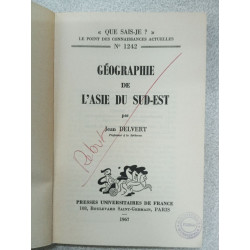 « QUE SAIS-JE ? »
LE POINT DES CONNAISSANCES ACTUELLES
N° 1242
GÉOGRAPHIE
DE
L'ASIE DU SUD-EST
par
Jean DELVERT
Professeur à la Sorbonne
PRESSES UNIVERSITAIRES DE FRANCE
108, BOULEVARD SAINT-GERMAIN, PARIS
1967